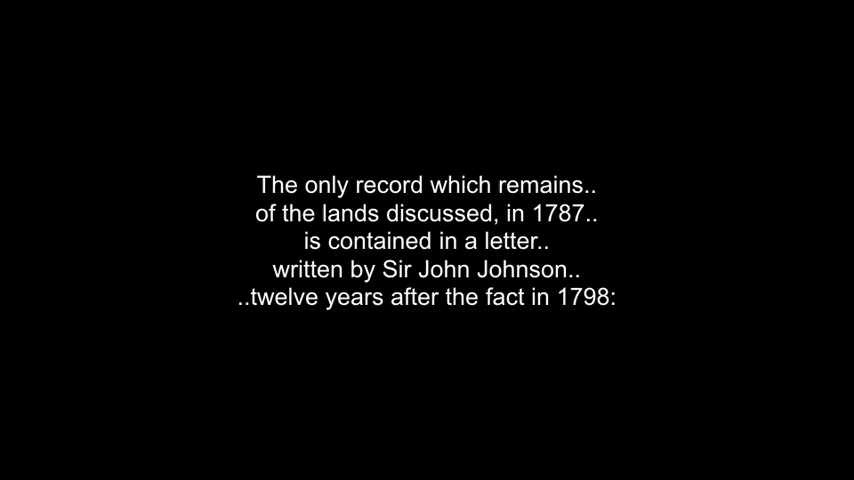 The only record which remains..
of the lands discussed, in 1787..
is contained in a letter..
written by Sir John Johnson..
..twelve years after the fact in 1798: